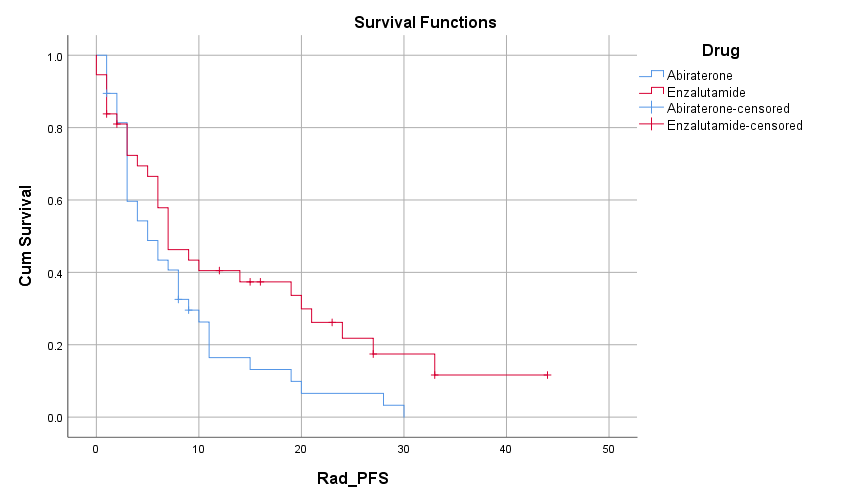 Survival Functions
Drug
Abiraterone
Enzalutamide
Abiraterone-censored
Enzalutamide-censored
Cum Survival
1.0
0.8
0.6
0.4
0.2
0.0
0 10 20 30 40 50
Rad_PFS